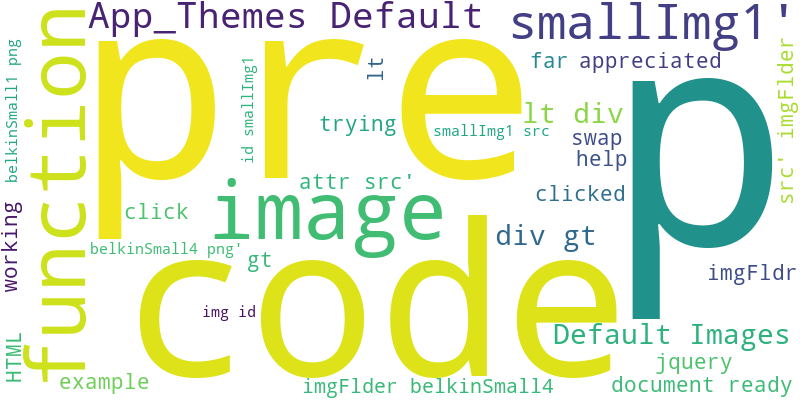 App_Themes Default
smallImg1'
pre
p
function
belkinSmall1 png
id smallImg1
lt
far
appreciated
imgFlder
trying
smallImg1 src
lt div
swap
help
attr src'
clicked
src'
click
image
div gt
working
belkinSmall4 png'
gt
code
imgFldr
img id
Default Images
HTML
jquery
example
imgFlder belkinSmall4
document ready